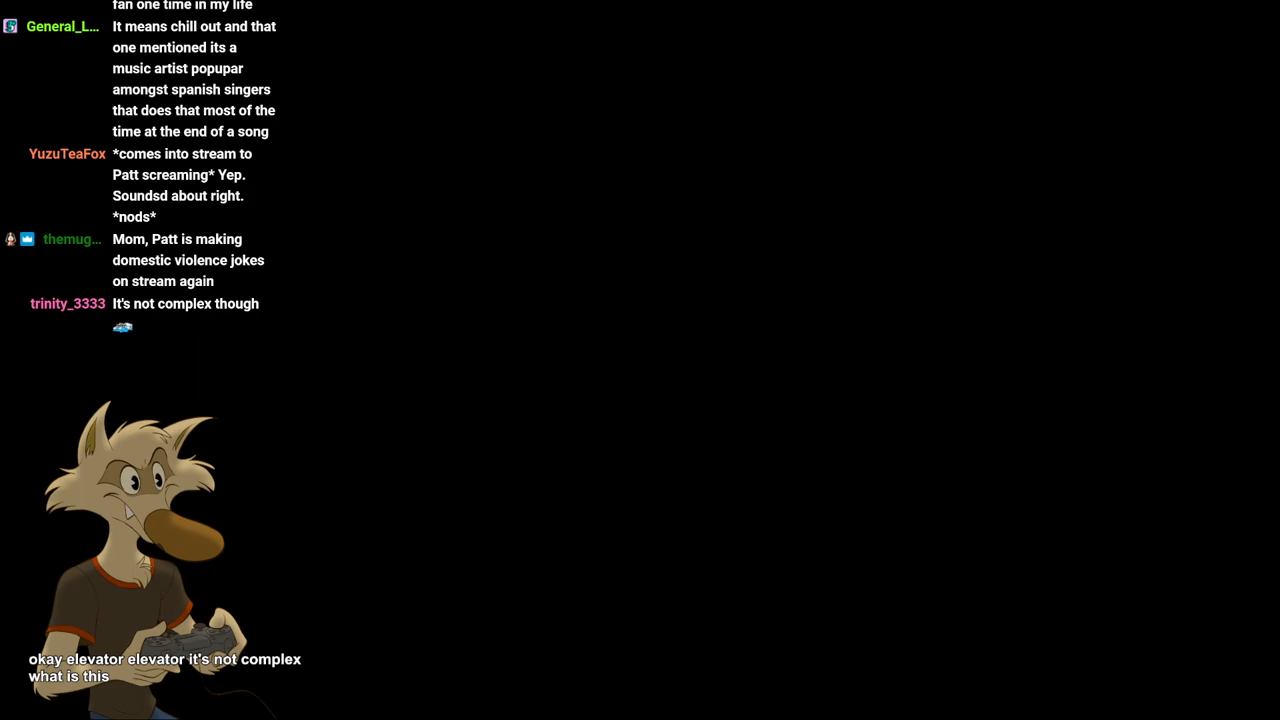 fan one time in my life
General_L... It means chill out and that
one mentioned its a
music artist popupar
amongst spanish singers
that does that most of the
time at the end of a song
YuzuTeaFox *comes into stream to
Patt screaming* Yep.
Soundsd about right.
*nods*
themug... Mom, Patt is making
domestic violence jokes
on stream again
trinity_3333 It's not complex though
okay elevator elevator it's not complex
what is this